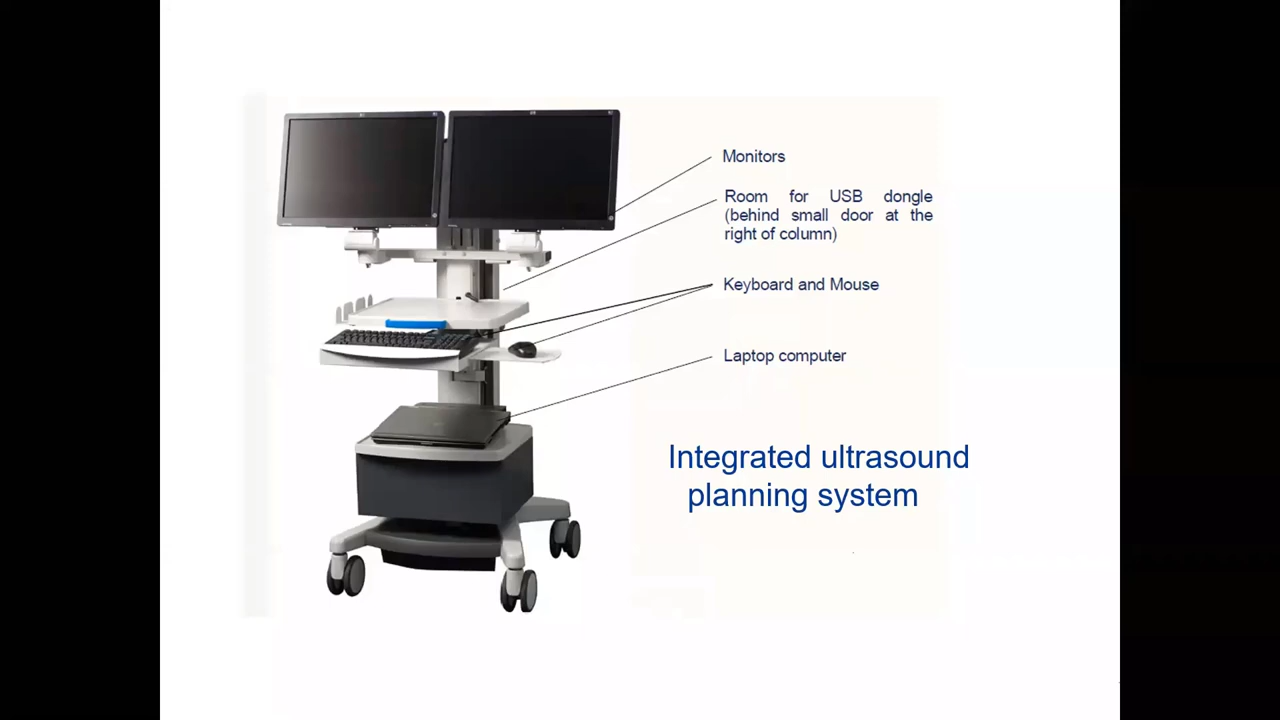 Monitors
Room for USB dongle
(behind small door at the
right of column)
Keyboard and Mouse
Laptop computer
Integrated ultrasound
planning system